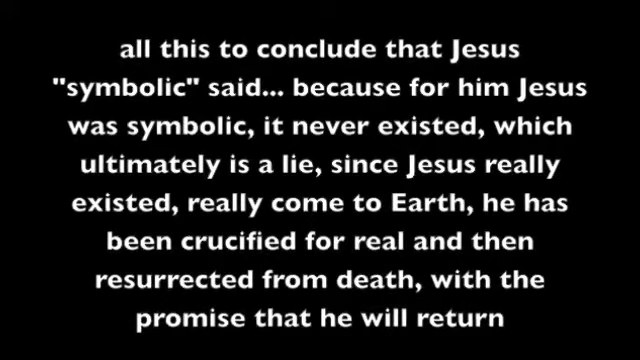 all this to conclude that Jesus
"symbolic" said... because for him Jesus
was symbolic, it never existed, which
ultimately is a lie, since Jesus really
existed, really come to Earth, he has
been crucified for real and then
resurrected from death, with the
promise that he will return